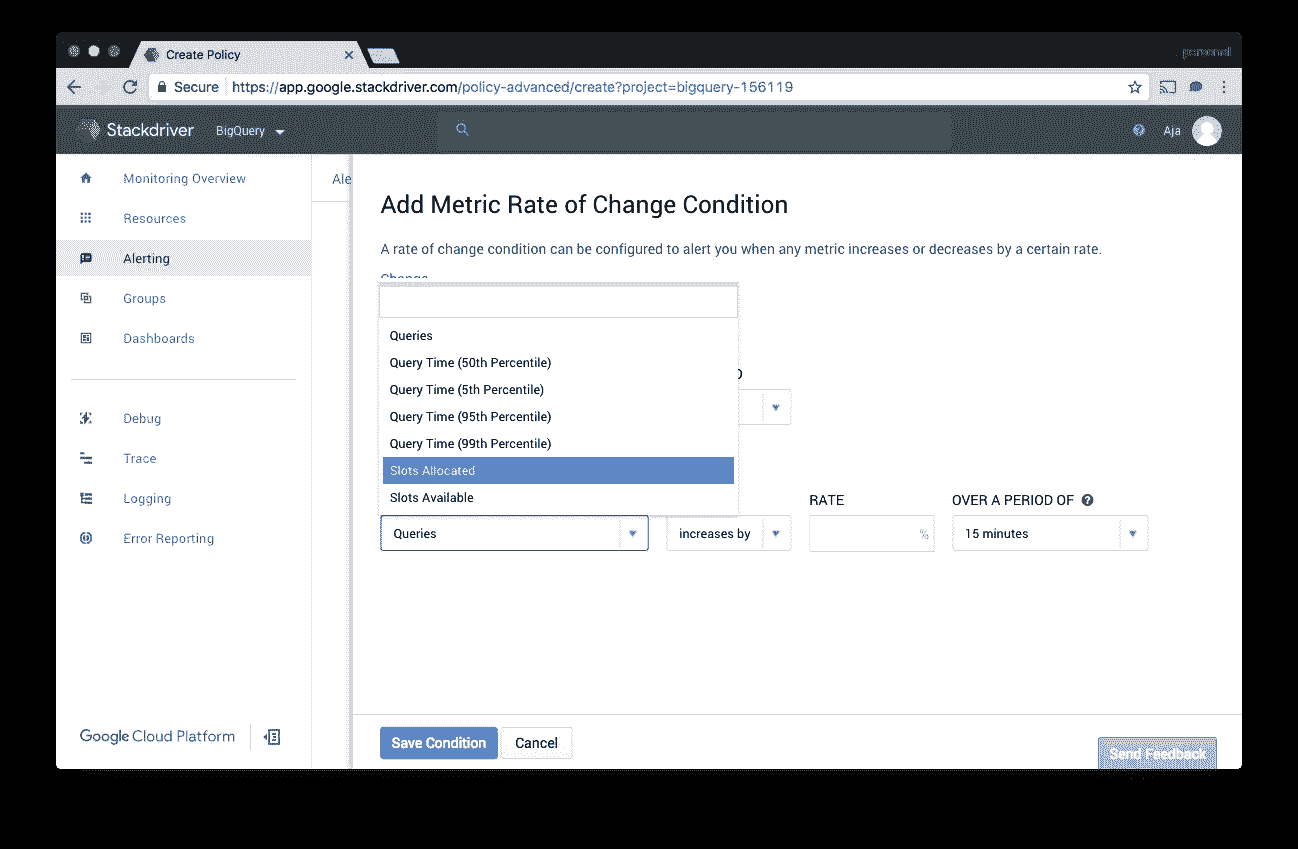 Create Policy
personal
Secure https://app.google.stackdriver.com/policy-advanced/create?project=bigquery-156119
Stackdriver BigQuery Aja
Monitoring Overview
Resources
Alerting
Groups
Dashboards
Debug
Trace
Logging
Error Reporting
Google Cloud Platform
Ale
Add Metric Rate of Change Condition
A rate of change condition can be configured to alert you when any metric increases or decreases by a certain rate.
Change
Queries
Query Time (50th Percentile)
Query Time (5th Percentile)
Query Time (95th Percentile)
Query Time (99th Percentile)
Slots Allocated
Slots Available
RATE OVER A PERIOD OF
Queries increases by % 15 minutes
Save Condition Cancel
Send Feedback